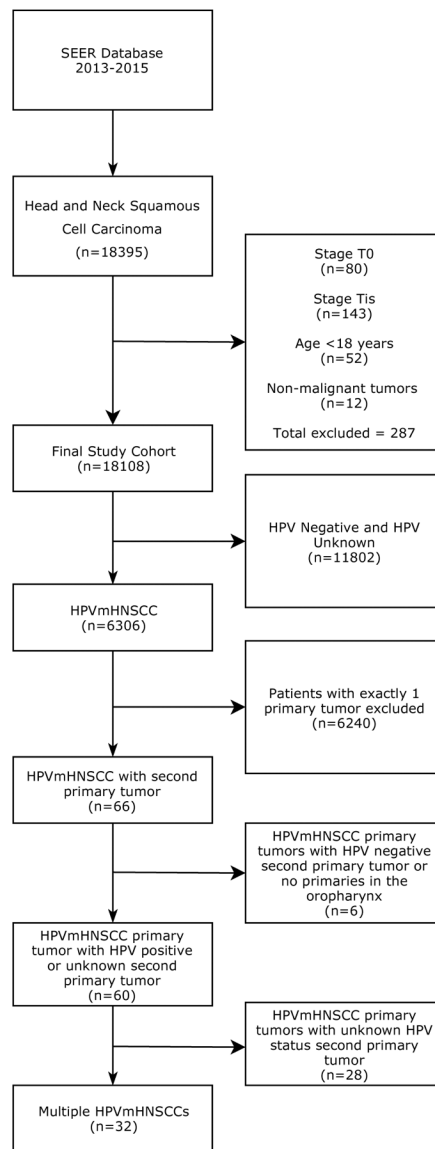 SEER Database
2013-2015
Head and Neck Squamous
Cell Carcinoma
(n=18395)
Stage T0
(n=80)
Stage Tis
(n=143)
Age <18 years
(n=52)
Non-malignant tumors
(n=12)
Total excluded = 287
Final Study Cohort
(n=18108)
HPV Negative and HPV
Unknown
(n=11802)
HPVmHNSCC
(n=6306)
Patients with exactly 1
primary tumor excluded
(n=6240)
HPVmHNSCC with second
primary tumor
(n=66)
HPVmHNSCC primary
tumors with HPV negative
second primary tumor or
no primaries in the
oropharynx
(n=6)
HPVmHNSCC primary
tumor with HPV positive
or unknown second
primary tumor
(n=60)
HPVmHNSCC primary
tumors with unknown HPV
status second primary
tumor
(n=28)
Multiple HPVmHNSCCs
(n=32)